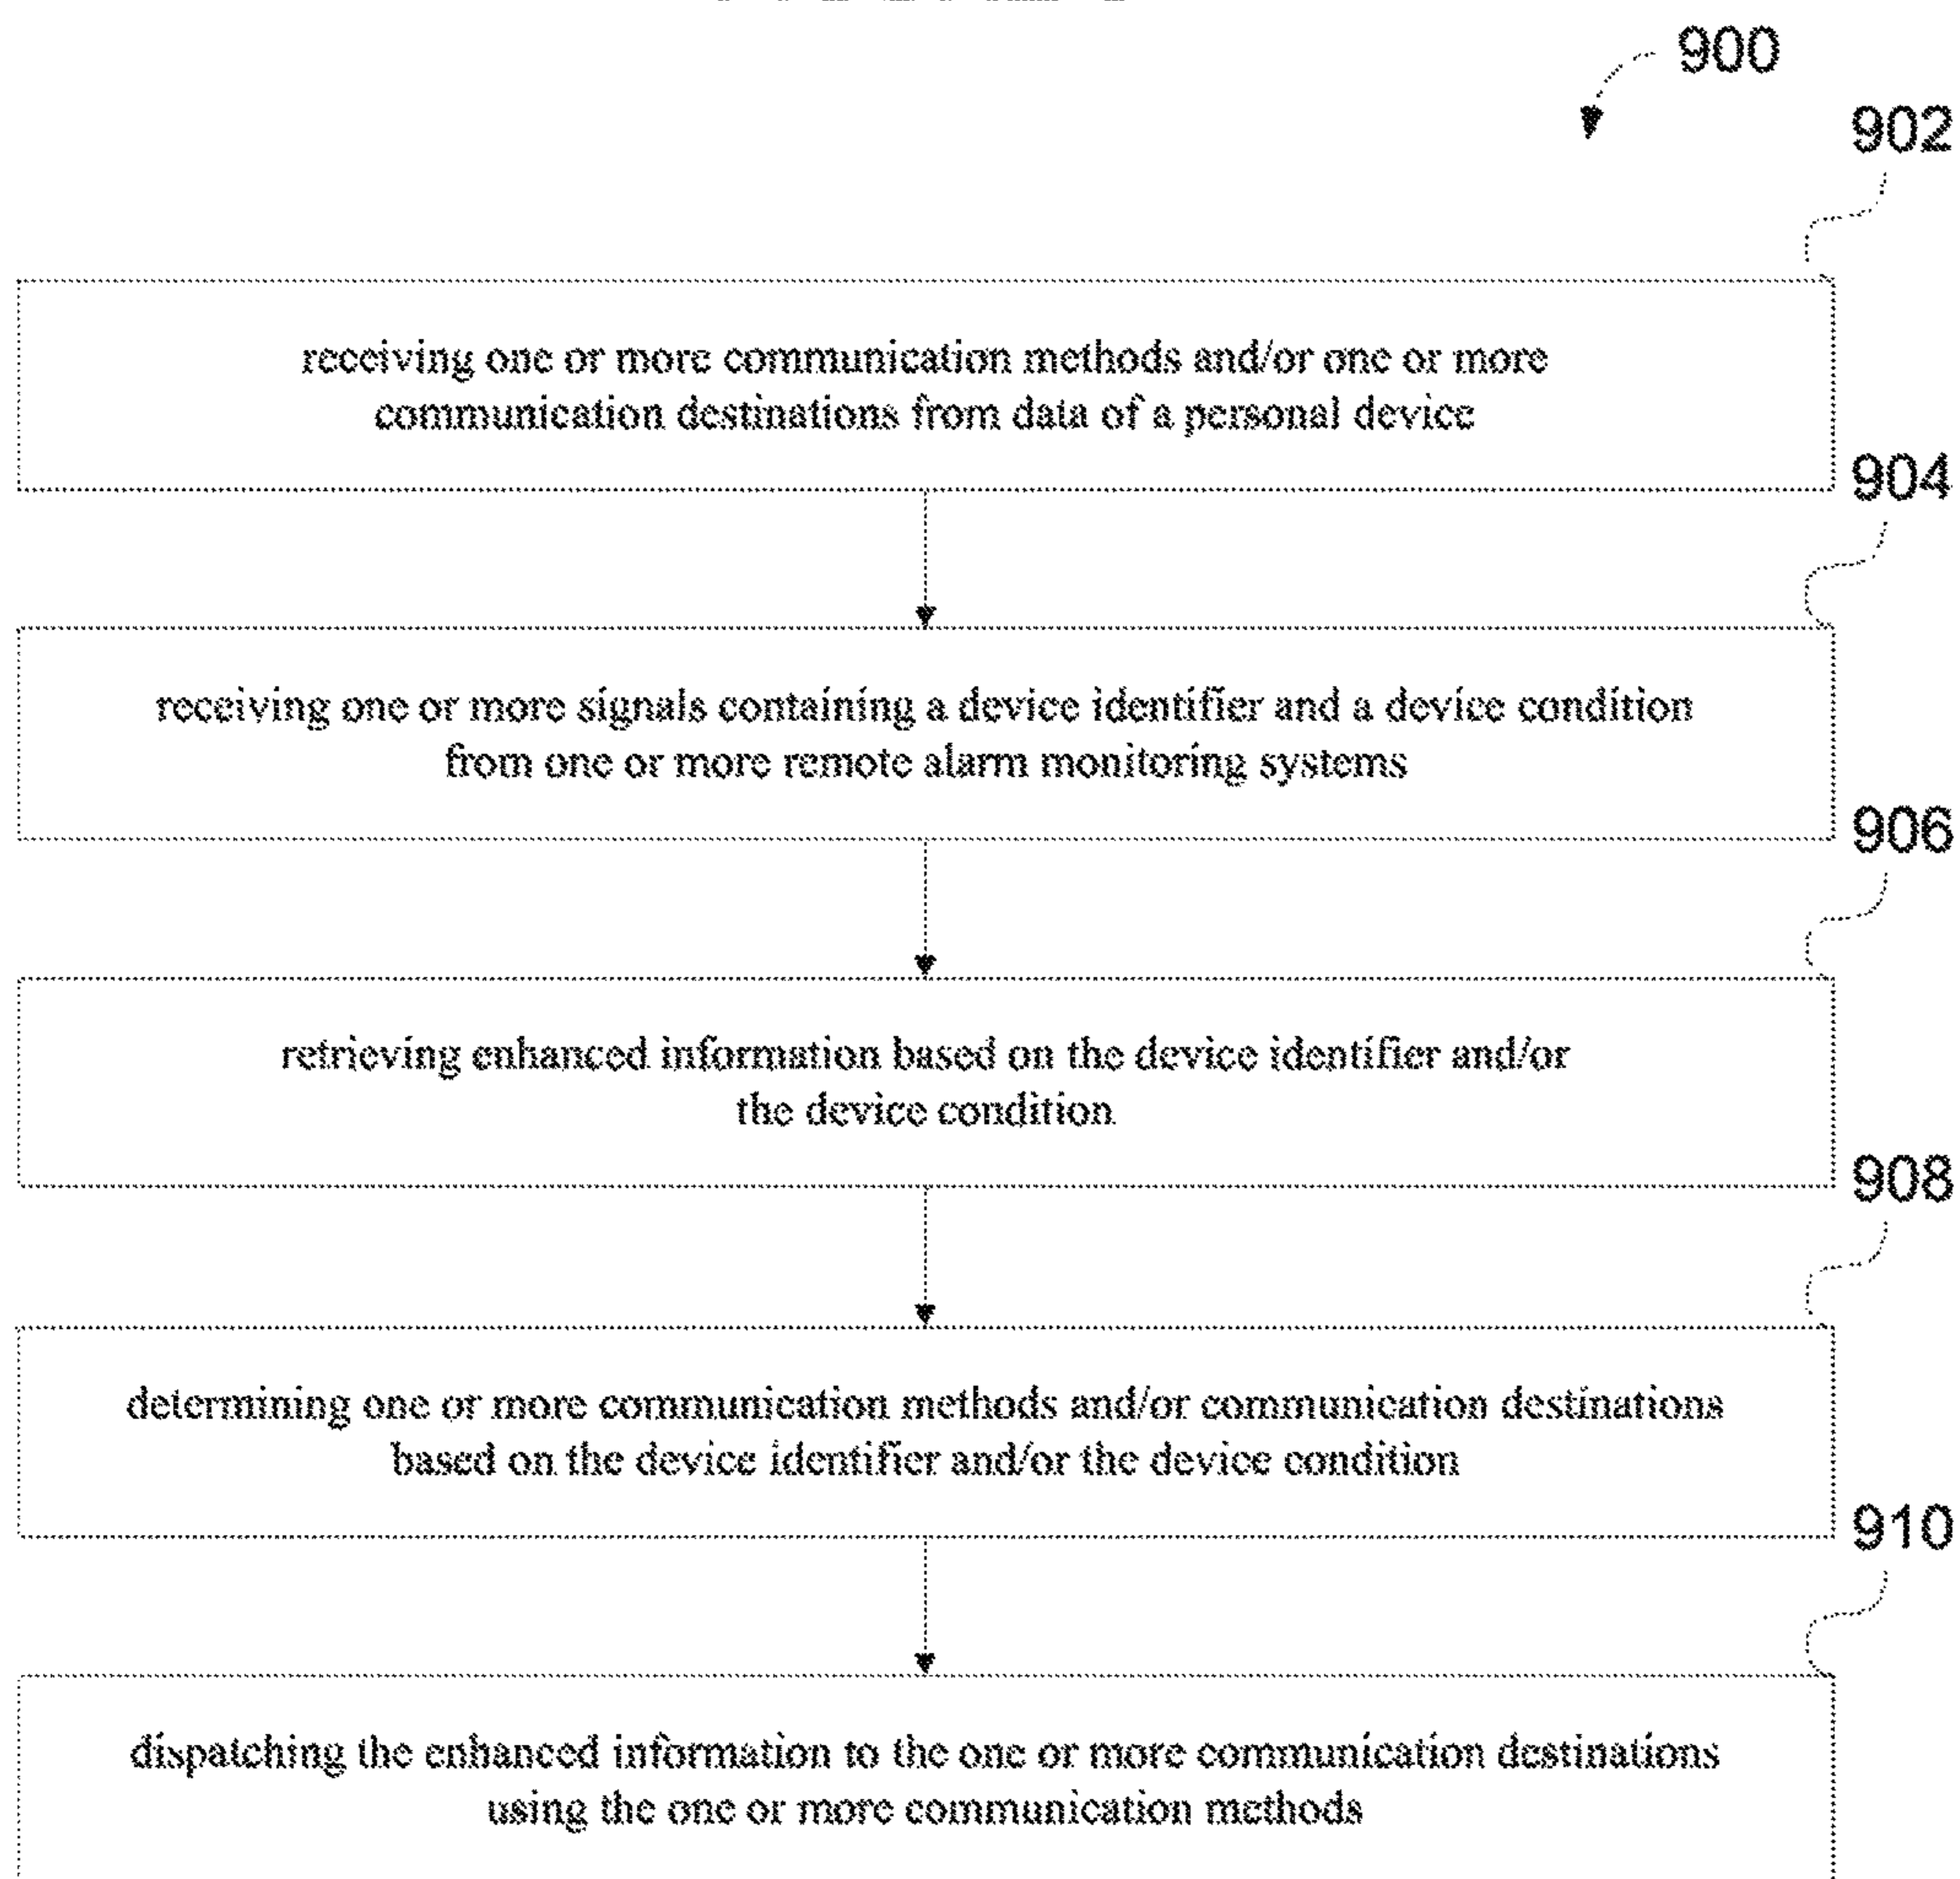 900
902
receiving one or more communication methods and/or one or more
communication destinations from data of a personal device
904
receiving one or more signals containing a device identifier and a device condition
from one or more remote alarm monitoring systems
906
retrieving enhanced information based on the device identifier and/or
the device condition
908
determining one or more communication methods and/or communication destinations
based on the device identifier and/or the device condition
910
dispatching the enhanced information to the one or more communication destinations
using the one or more communication methods